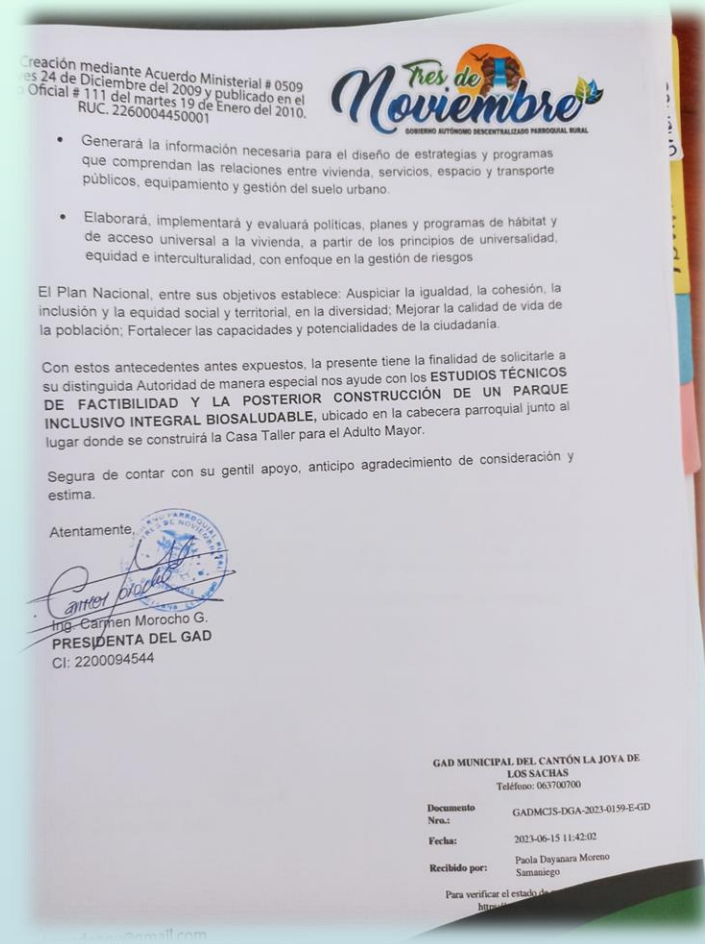 Creación mediante Acuerdo Ministerial # 0509
es 24 de Diciembre del 2009 y publicado en el
Oficial # 111 del martes 19 de Enero del 2010.
RUC. 2260004450001
Tres de
Noviembre
GOBIERNO AUTÓNOMO DESCENTRALIZADO PARROQUIAL RURAL
• Generará la información necesaria para el diseño de estrategias y programas
que comprendan las relaciones entre vivienda, servicios, espacio y transporte
públicos, equipamiento y gestión del suelo urbano.
• Elaborará, implementará y evaluará políticas, planes y programas de hábitat y
de acceso universal a la vivienda, a partir de los principios de universalidad,
equidad e interculturalidad, con enfoque en la gestión de riesgos
El Plan Nacional, entre sus objetivos establece: Auspiciar la igualdad, la cohesión, la
inclusión y la equidad social y territorial, en la diversidad; Mejorar la calidad de vida de
la población; Fortalecer las capacidades y potencialidades de la ciudadanía.
Con estos antecedentes antes expuestos, la presente tiene la finalidad de solicitarle a
su distinguida Autoridad de manera especial nos ayude con los ESTUDIOS TÉCNICOS
DE FACTIBILIDAD Y LA POSTERIOR CONSTRUCCIÓN DE UN PARQUE
INCLUSIVO INTEGRAL BIOSALUDABLE, ubicado en la cabecera parroquial junto al
lugar donde se construirá la Casa Taller para el Adulto Mayor.
Segura de contar con su gentil apoyo, anticipo agradecimiento de consideración y
estima.
Atentamente,
Ing. Carmen Morocho G.
PRESIDENTA DEL GAD
CI: 2200094544
GAD MUNICIPAL DEL CANTÓN LA JOYA DE
LOS SACHAS
Teléfono: 063700700
Documento
Nro.: GADMCJS-DGA-2023-0159-E-GD
Fecha: 2023-06-15 11:42:02
Recibido por: Paola Dayanara Moreno
Samaniego
Para verificar el estado de